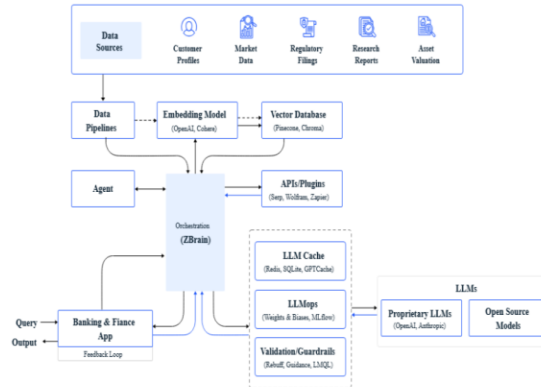 Data
Sources
Customer
Profiles
Market
Data
Regulatory
Filings
Research
Reports
Asset
Valuation
Data
Pipelines
Embedding Model
(OpenAI, Cohere)
Vector Database
(Pinecone, Chroma)
Agent
APIs/Plugins
(Serp, Wolfram, Zapier)
Orchestration
(ZBrain)
LLM Cache
(Redis, SQLite, GPTCache)
LLMops
(Weights & Biases, MLflow)
Validation/Guardrails
(Rebuff, Guidance, LMQL)
LLMs
Proprietary LLMs
(OpenAI, Anthropic)
Open Source
Models
Query
Output
Banking & Fiance
App
Feedback Loop